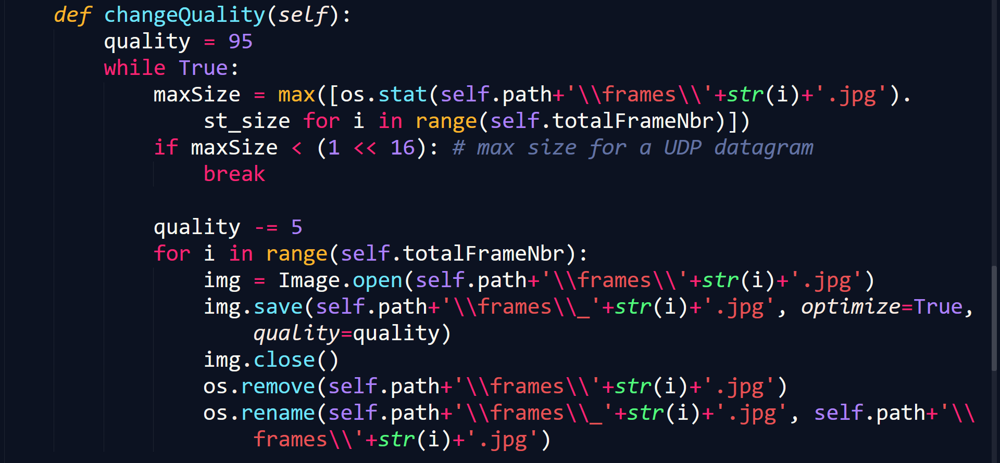 def changeQuality(self):
quality = 95
while True:
maxSize = max([os.stat(self.path+'\\frames\\'+str(i)+'.jpg').
st_size for i in range(self.totalFrameNbr)])
if maxSize < (1 << 16): # max size for a UDP datagram
break
quality -= 5
for i in range(self.totalFrameNbr):
img = Image.open(self.path+'\\frames\\'+str(i)+'.jpg')
img.save(self.path+'\\frames\\_'+str(i)+'.jpg', optimize=True,
quality=quality)
img.close()
os.remove(self.path+'\\frames\\'+str(i)+'.jpg')
os.rename(self.path+'\\frames\\_'+str(i)+'.jpg', self.path+'\\
frames\\'+str(i)+'.jpg')